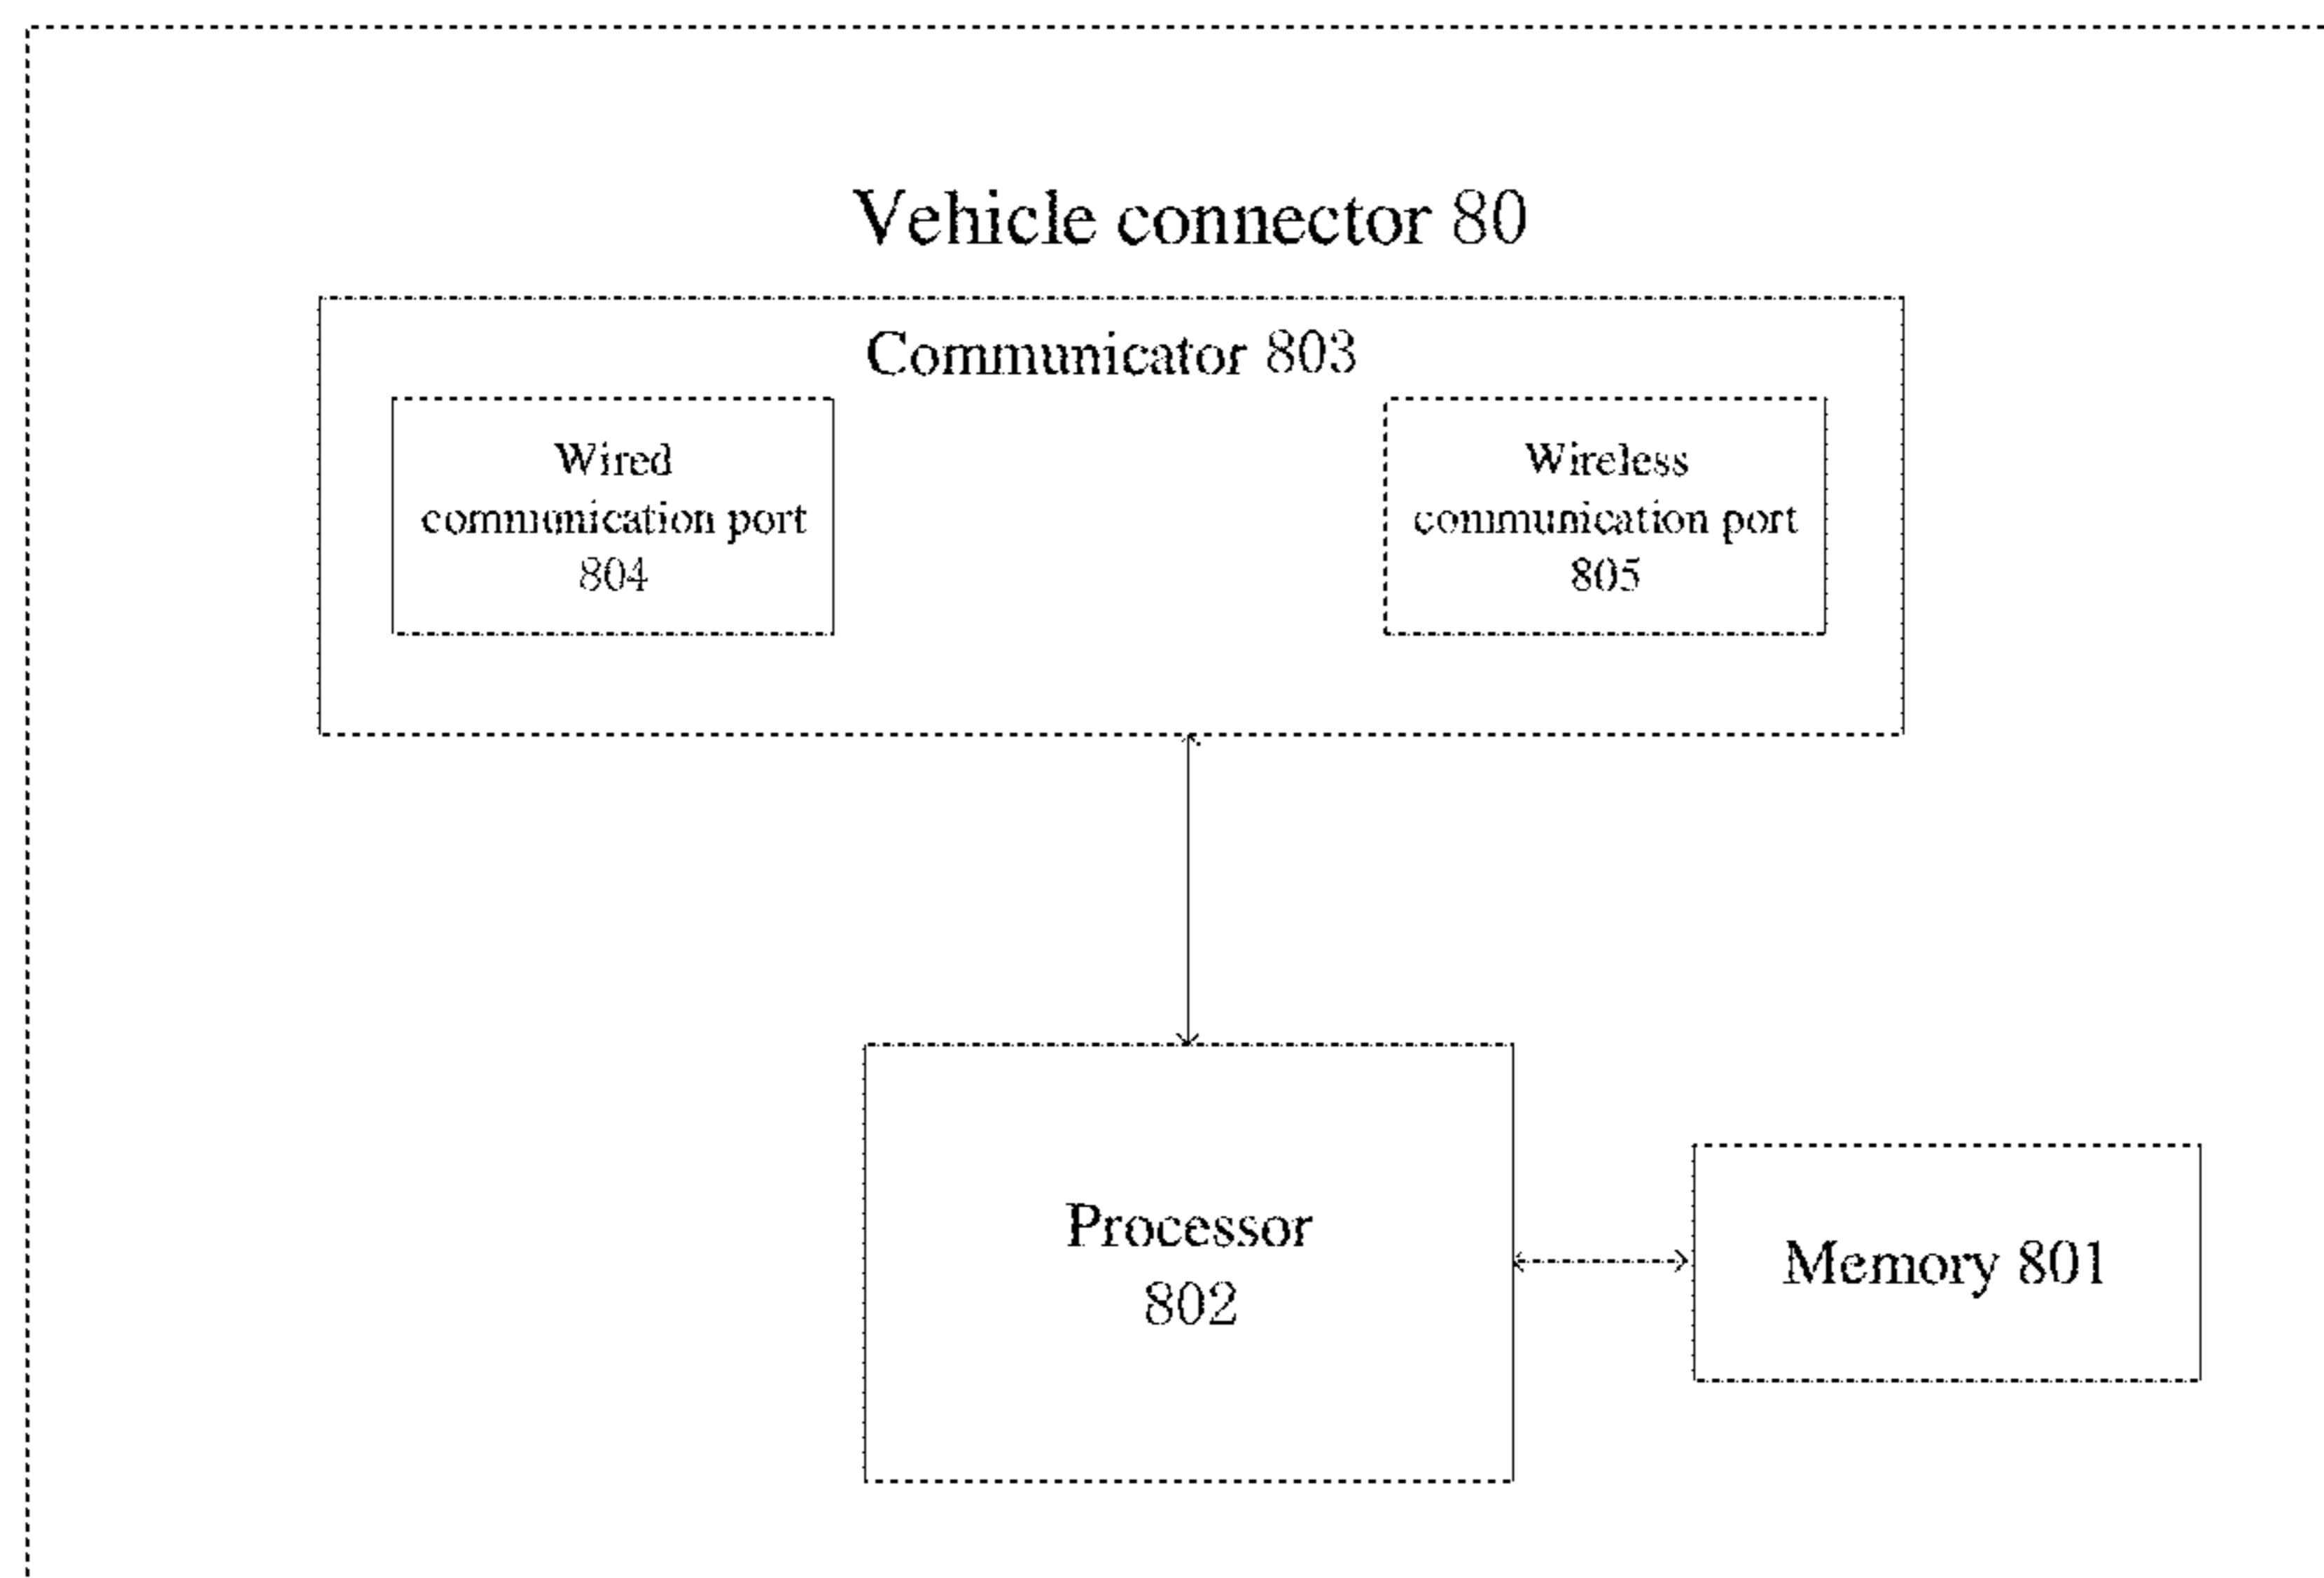 Vehicle connector 80
Communicator 803
Wired
communication port
804
Wireless
communication port
805
Processor
802
Memory 801